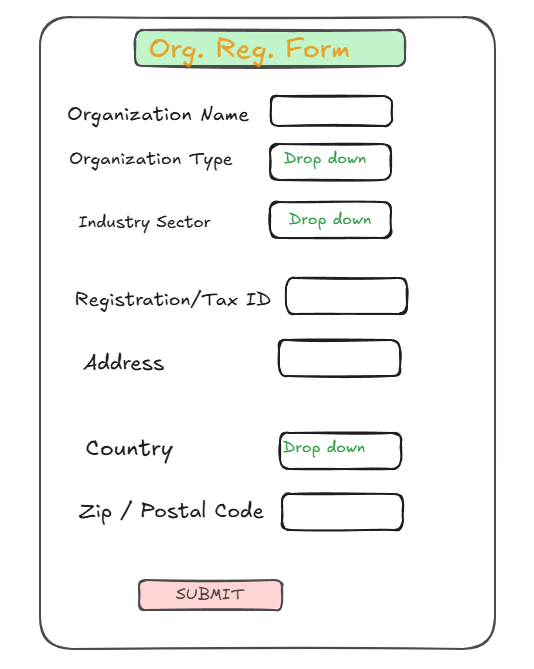 Org. Reg. Form
Organization Name
Organization Type Drop down
Industry Sector Drop down
Registration/Tax ID
Address
Country Drop down
Zip / Postal Code
SUBMIT